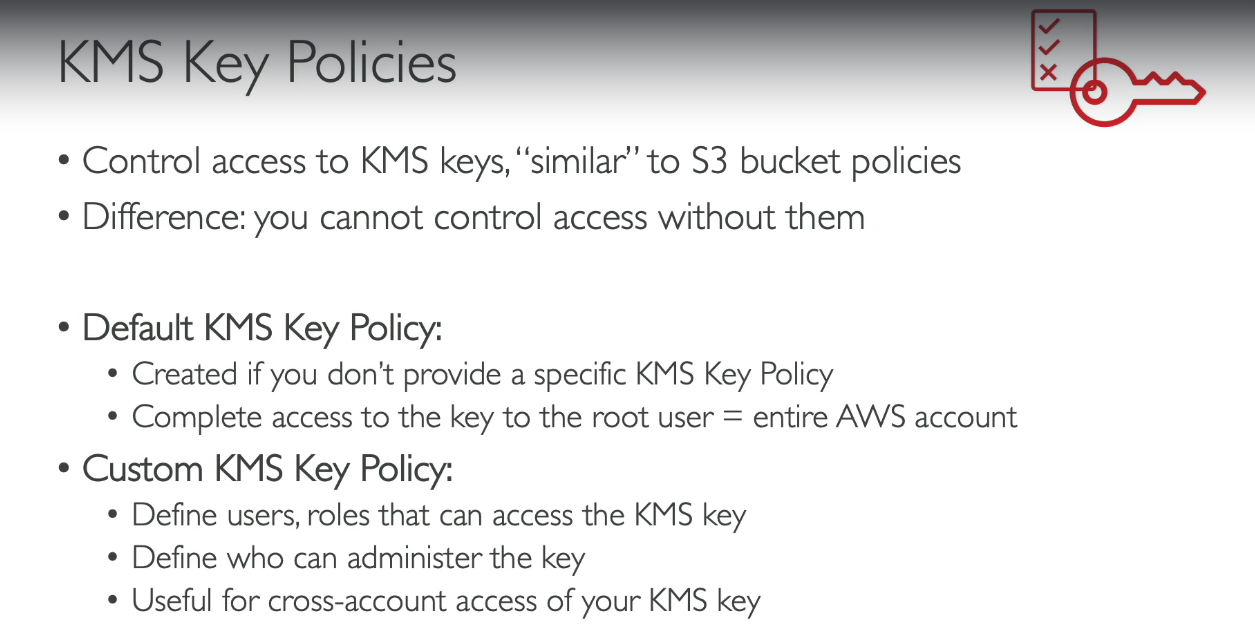 KMS Key Policies
• Control access to KMS keys, “similar” to S3 bucket policies
• Difference: you cannot control access without them
• Default KMS Key Policy:
• Created if you don’t provide a specific KMS Key Policy
• Complete access to the key to the root user = entire AWS account
• Custom KMS Key Policy:
• Define users, roles that can access the KMS key
• Define who can administer the key
• Useful for cross-account access of your KMS key